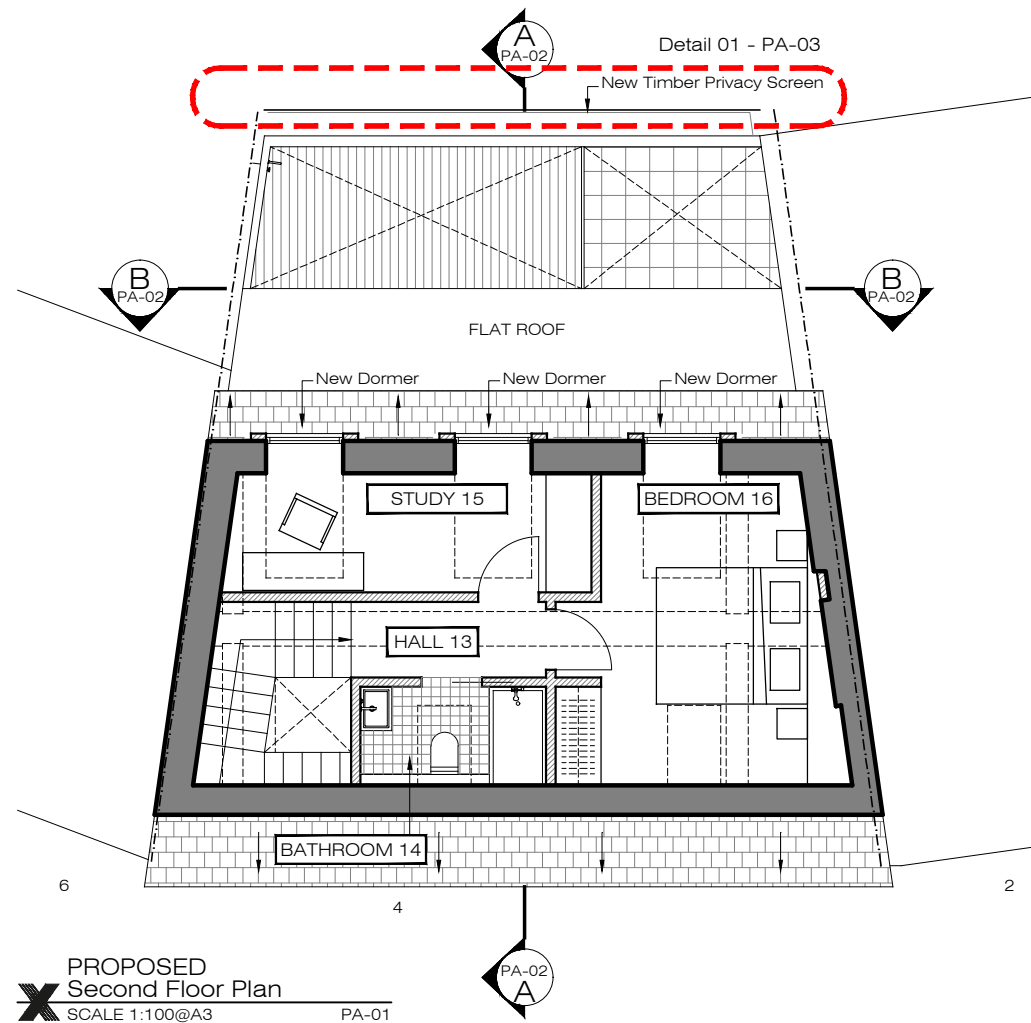 A
PA-02
Detail 01 - PA-03
New Timber Privacy Screen
B
PA-02
B
PA-02
FLAT ROOF
New Dormer
New Dormer
New Dormer
STUDY 15
BEDROOM 16
HALL 13
BATHROOM 14
6
4
2
PA-02
A
PROPOSED
Second Floor Plan
SCALE 1:100@A3
PA-01